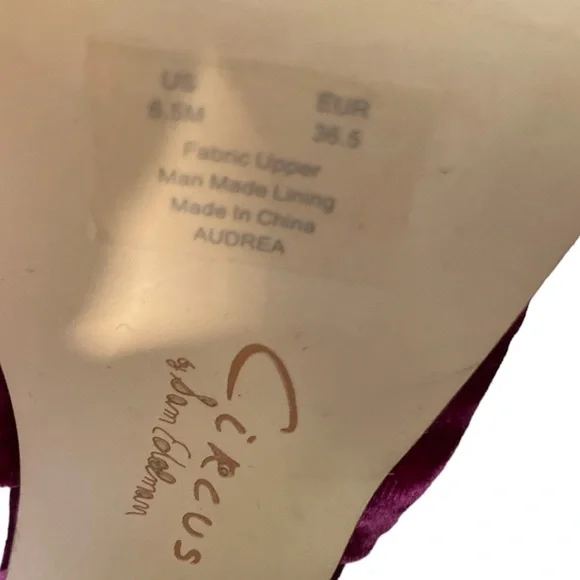 US EUR
6.5M 36.5
Fabric Upper
Man Made Lining
Made In China
AUDREA
CiRCUS
by Sam Edelman